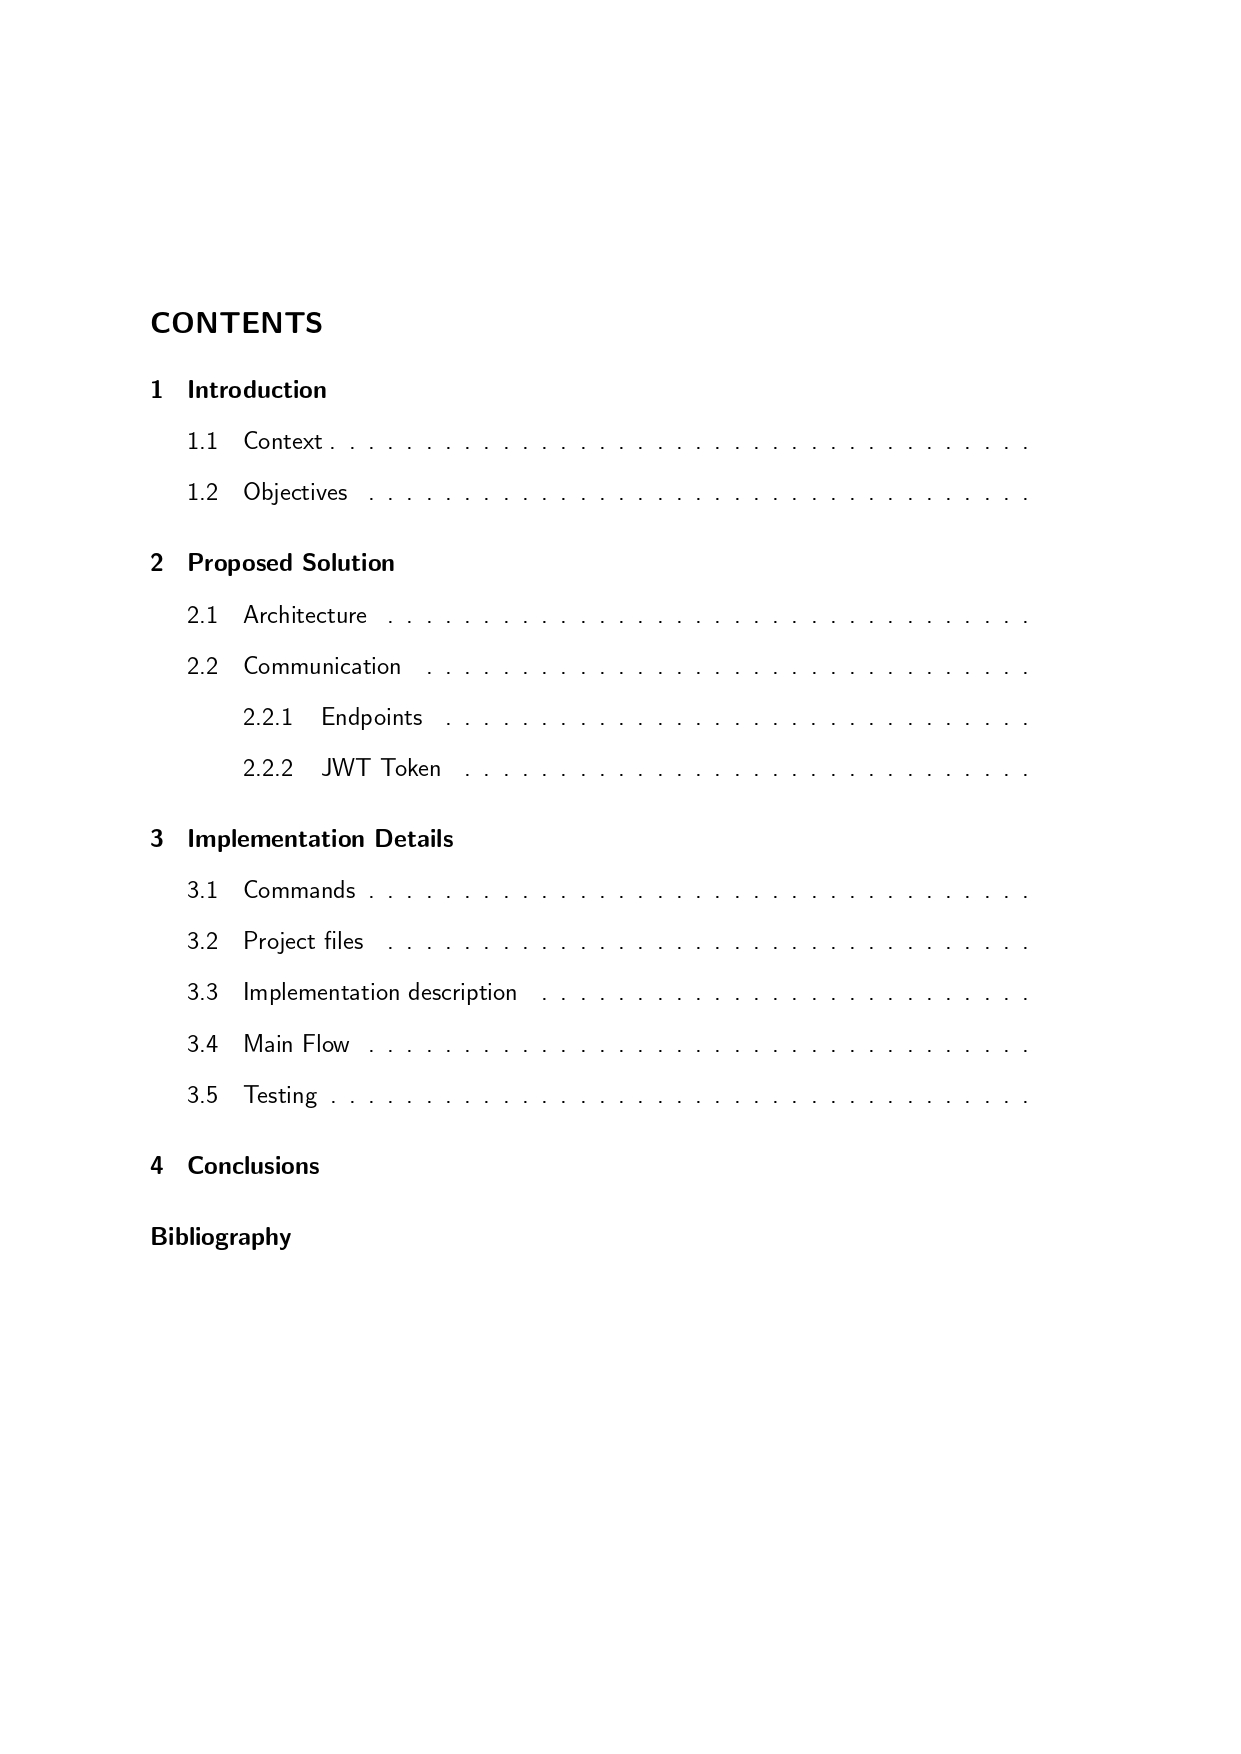 CONTENTS
1 Introduction
1.1 Context . . . . . . . . . . . . . . . . . . . . . . . . . . . . . . . . . . . . .
1.2 Objectives . . . . . . . . . . . . . . . . . . . . . . . . . . . . . . . . . . .
2 Proposed Solution
2.1 Architecture . . . . . . . . . . . . . . . . . . . . . . . . . . . . . . . . . .
2.2 Communication . . . . . . . . . . . . . . . . . . . . . . . . . . . . . . . .
2.2.1 Endpoints . . . . . . . . . . . . . . . . . . . . . . . . . . . . . . .
2.2.2 JWT Token . . . . . . . . . . . . . . . . . . . . . . . . . . . . . .
3 Implementation Details
3.1 Commands . . . . . . . . . . . . . . . . . . . . . . . . . . . . . . . . . . .
3.2 Project files . . . . . . . . . . . . . . . . . . . . . . . . . . . . . . . . . .
3.3 Implementation description . . . . . . . . . . . . . . . . . . . . . . . . . .
3.4 Main Flow . . . . . . . . . . . . . . . . . . . . . . . . . . . . . . . . . . .
3.5 Testing . . . . . . . . . . . . . . . . . . . . . . . . . . . . . . . . . . . . .
4 Conclusions
Bibliography